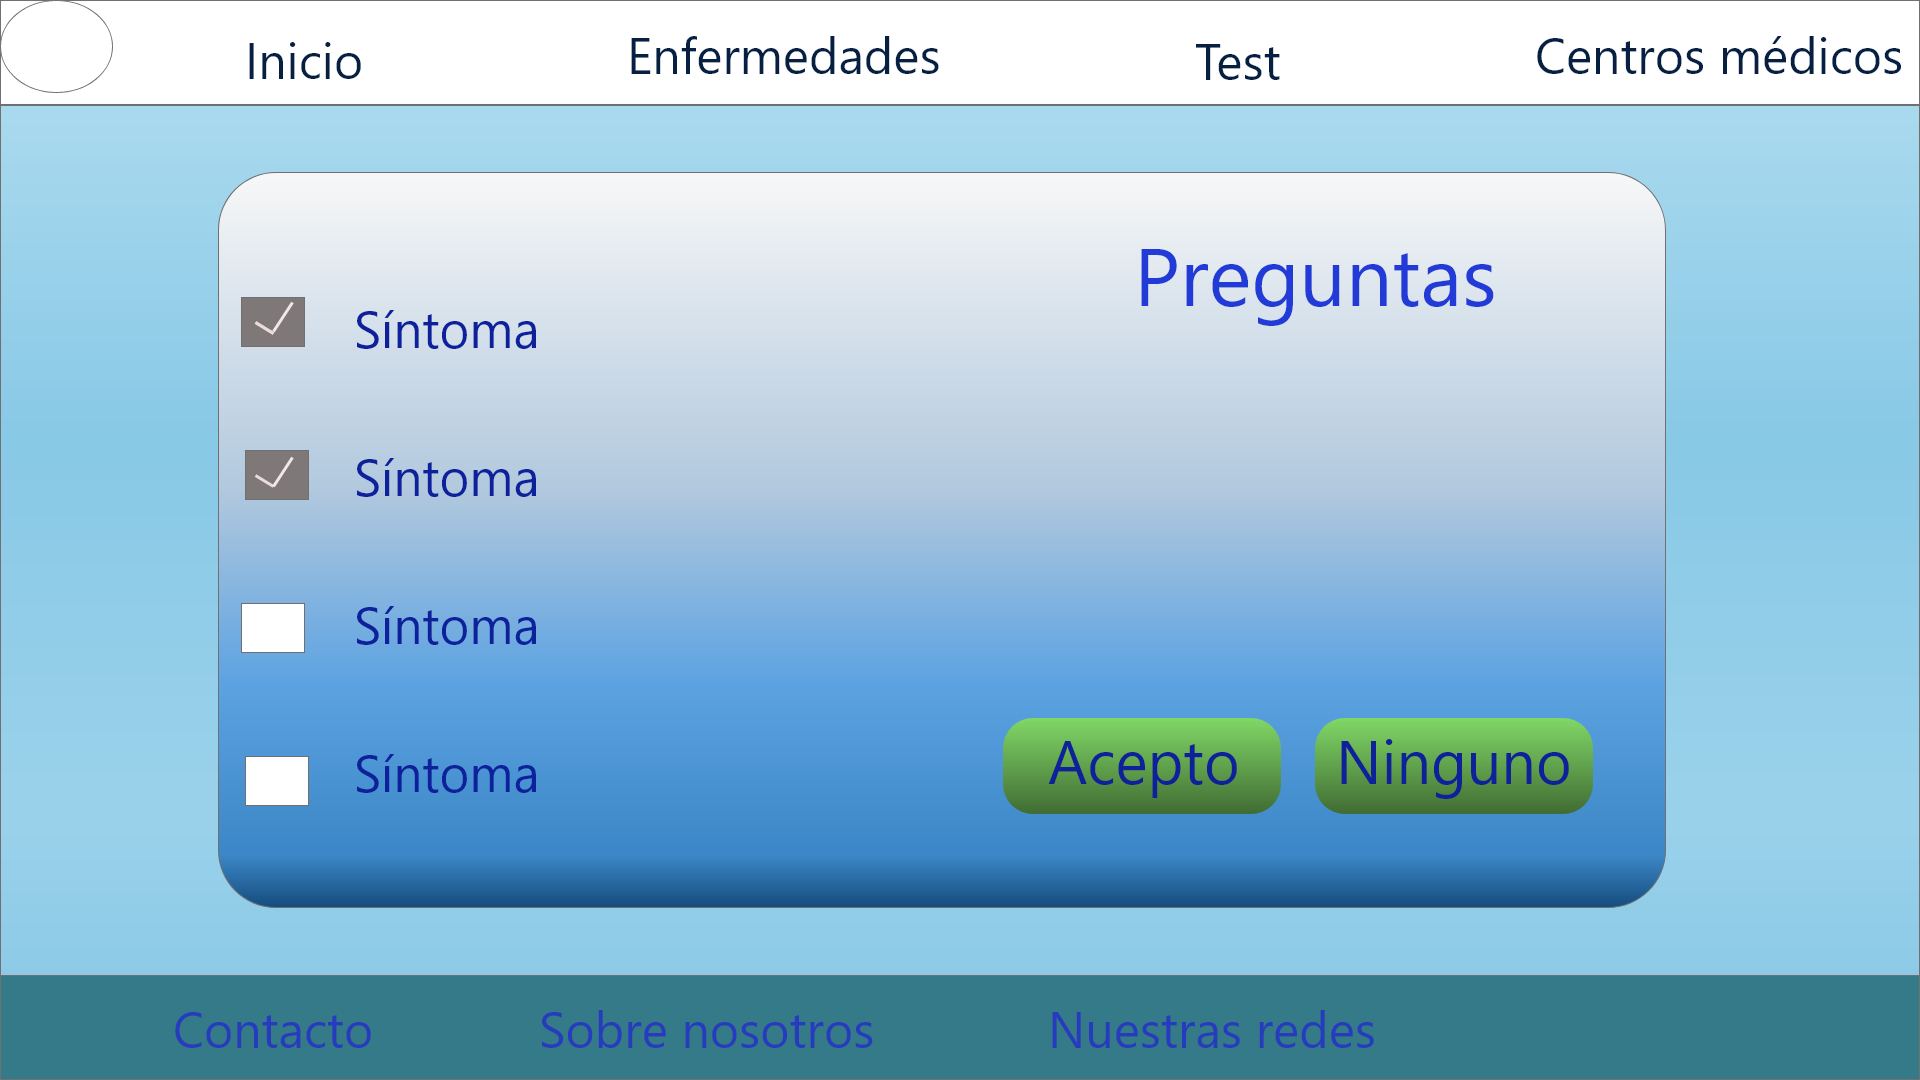 Inicio
Enfermedades
Test
Centros médicos
Preguntas
Síntoma
Síntoma
Síntoma
Síntoma
Acepto
Ninguno
Contacto
Sobre nosotros
Nuestras redes